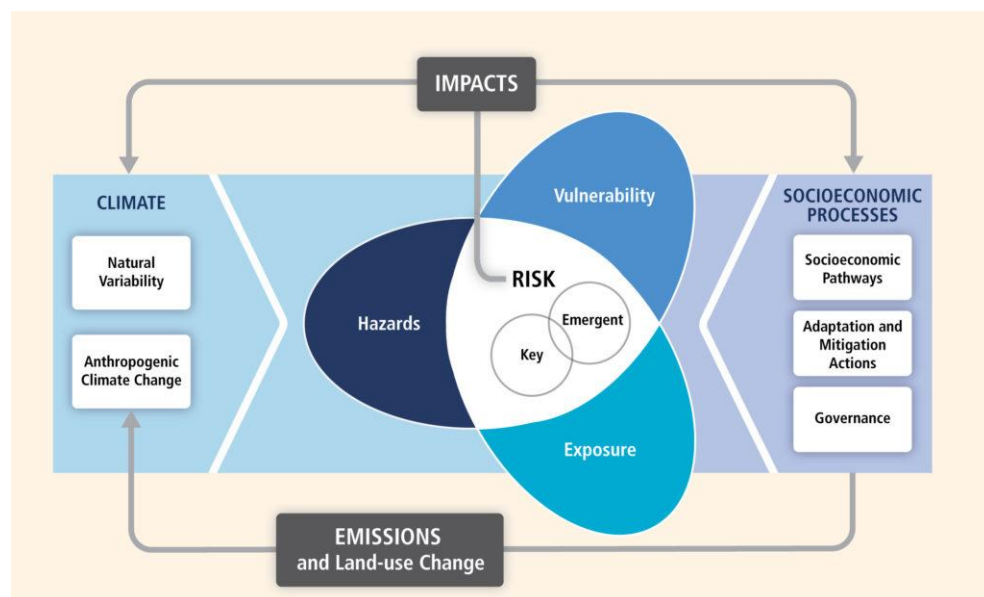 IMPACTS
CLIMATE
Natural
Variability
Anthropogenic
Climate Change
Vulnerability
Hazards
RISK
Emergent
Key
Exposure
SOCIOECONOMIC
PROCESSES
Socioeconomic
Pathways
Adaptation and
Mitigation
Actions
Governance
EMISSIONS
and Land-use Change